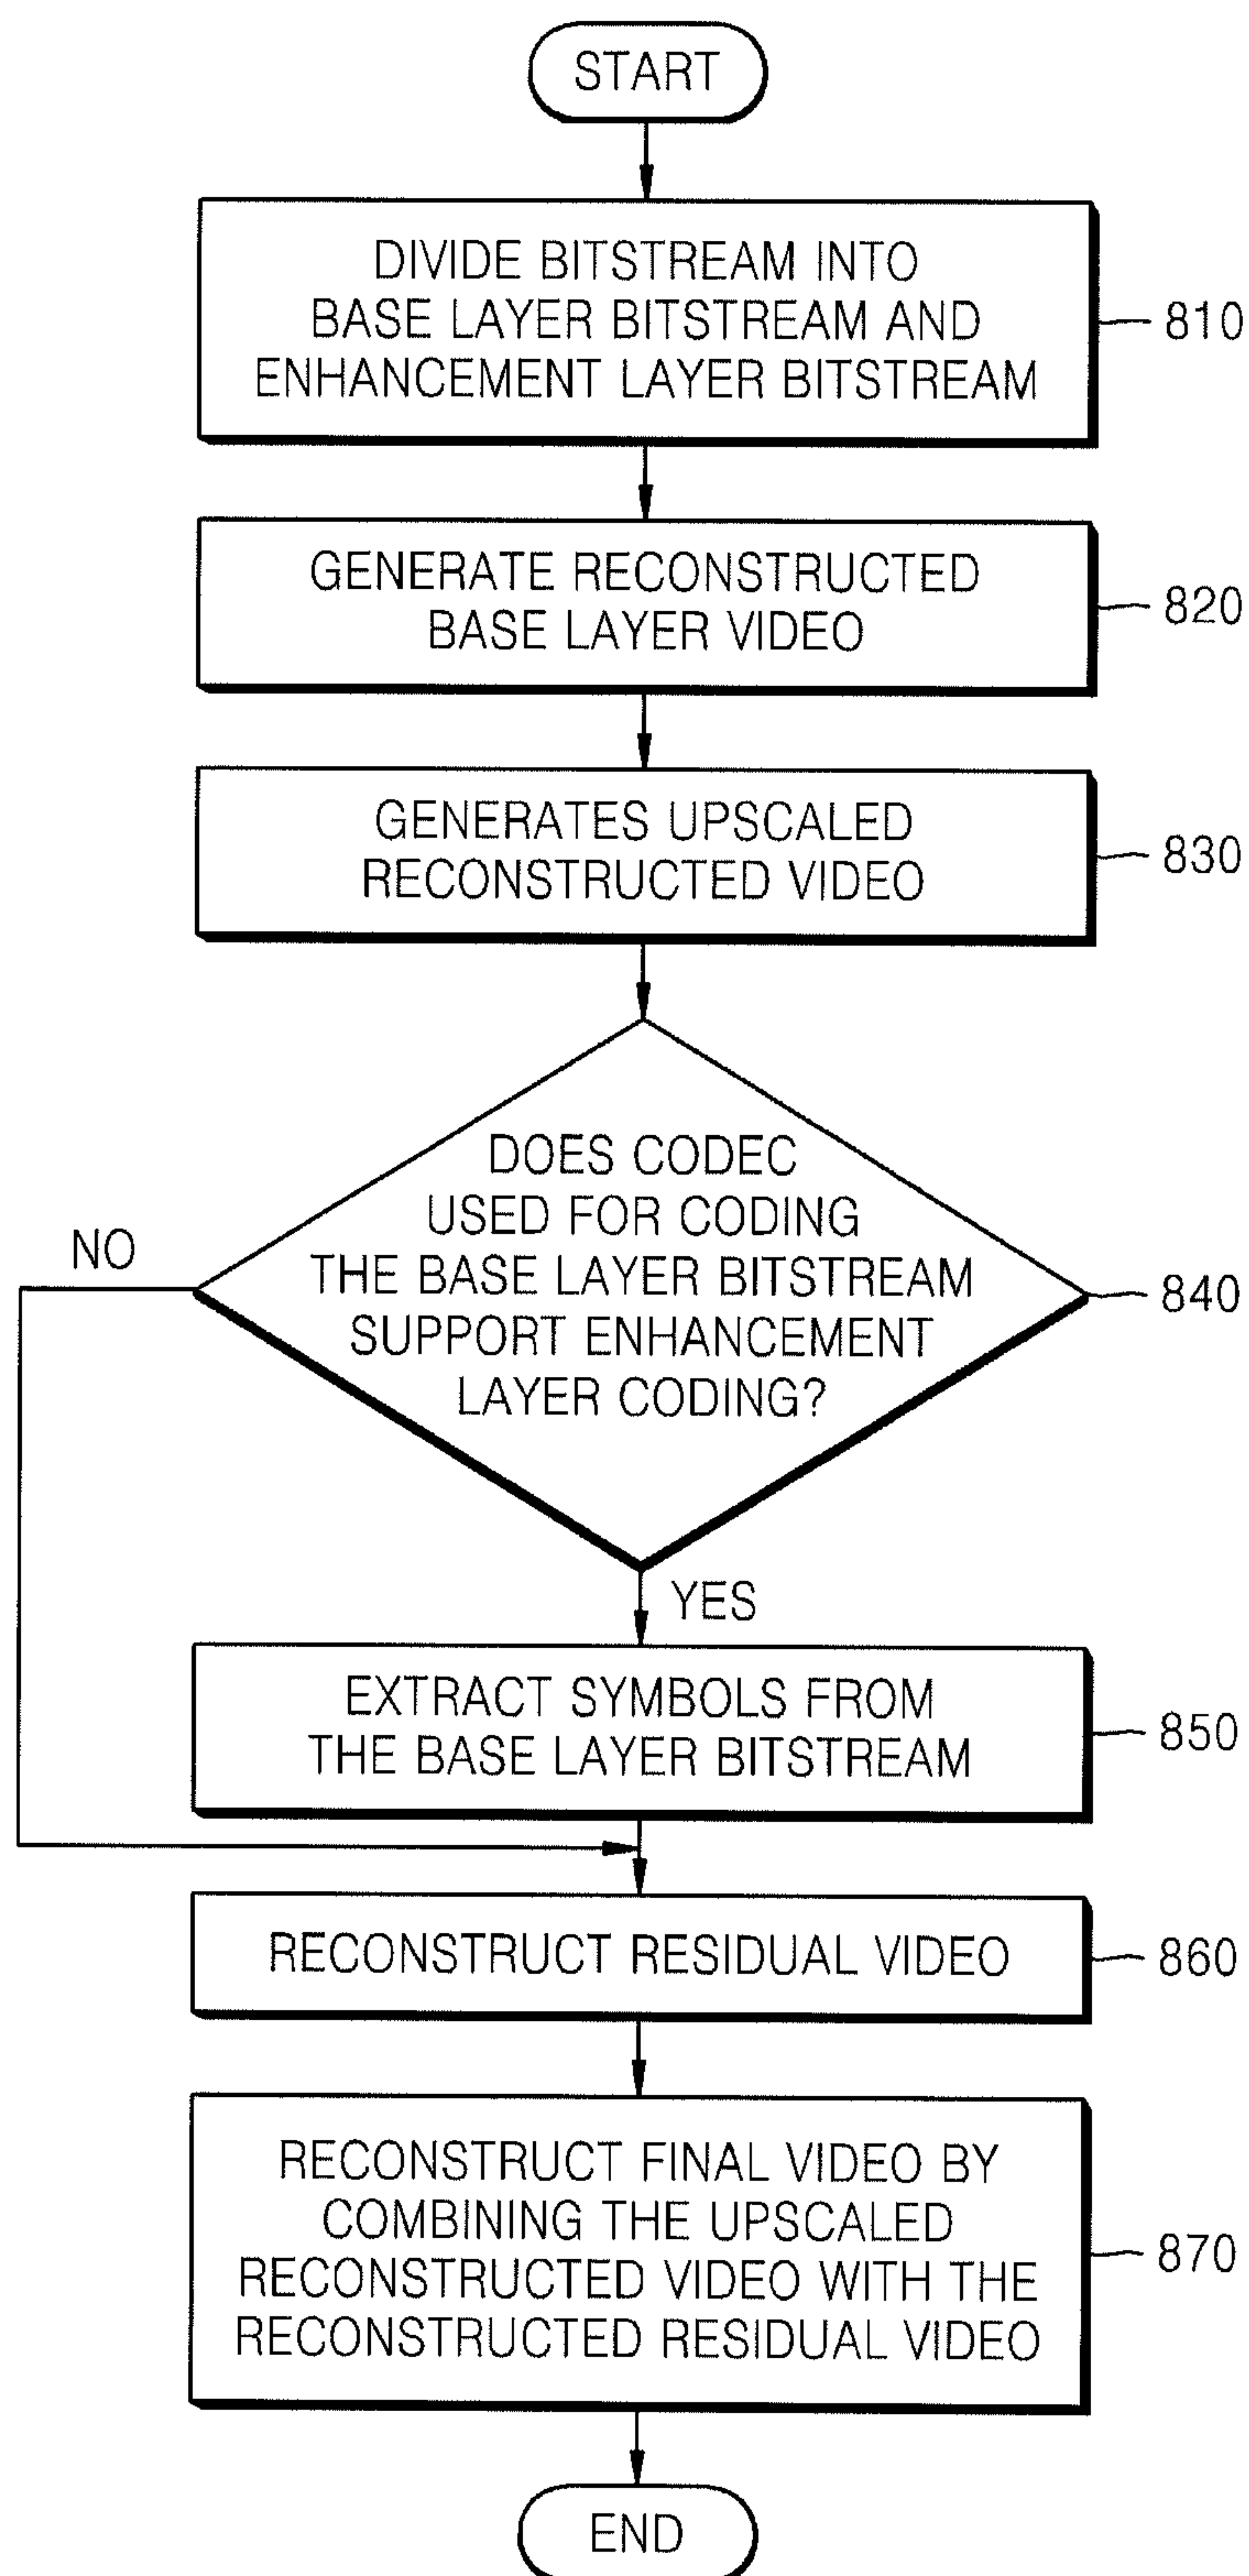 START
DIVIDE BITSTREAM INTO
BASE LAYER BITSTREAM AND
ENHANCEMENT LAYER BITSTREAM
810
GENERATE RECONSTRUCTED
BASE LAYER VIDEO
820
GENERATES UPSCALED
RECONSTRUCTED VIDEO
830
DOES CODEC
USED FOR CODING
THE BASE LAYER BITSTREAM
SUPPORT ENHANCEMENT
LAYER CODING?
840
NO
YES
EXTRACT SYMBOLS FROM
THE BASE LAYER BITSTREAM
850
RECONSTRUCT RESIDUAL VIDEO
860
RECONSTRUCT FINAL VIDEO BY
COMBINING THE UPSCALED
RECONSTRUCTED VIDEO WITH THE
RECONSTRUCTED RESIDUAL VIDEO
870
END